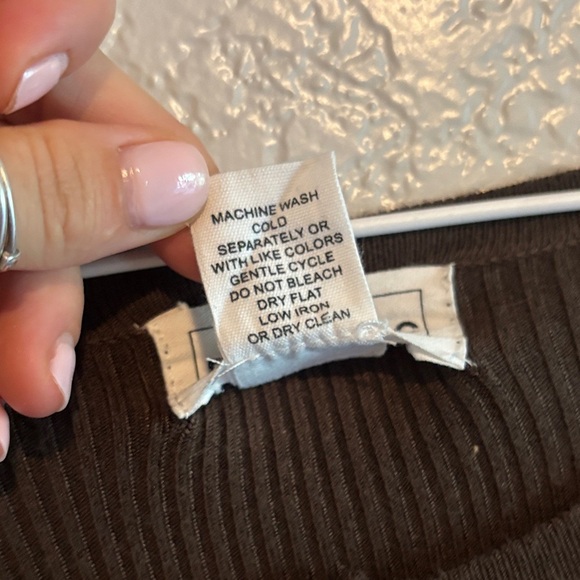 MACHINE WASH
COLD
SEPARATELY OR
WITH LIKE COLORS
GENTLE CYCLE
DO NOT BLEACH
DRY FLAT
LOW IRON
OR DRY CLEAN